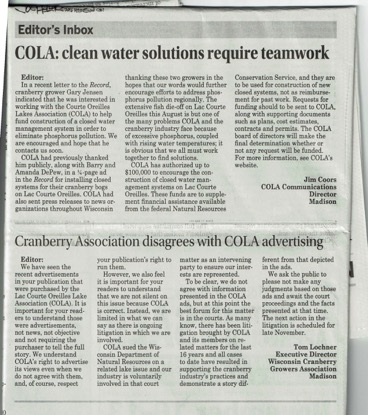 Editor's Inbox
COLA: clean water solutions require teamwork
Editor:
In a recent letter to the Record,
cranberry grower Gary Jensen
indicated that he was interested in
working with the Courte Oreilles
Lakes Association (COLA) to help
fund construction of a closed water
management system in order to
eliminate phosphorus pollution. We
are encouraged and hope that he
contacts us soon.
COLA had previously thanked
him publicly, along with Barry and
Amanda DePew, in a ¼-page ad
in the Record for installing closed
systems for their cranberry bogs
on Lac Courte Oreilles. COLA had
also sent press releases to news or-
ganizations throughout Wisconsin
thanking these two growers in the
hopes that our words would further
encourage efforts to address phos-
phorus pollution regionally. The
extensive fish die-off on Lac Courte
Oreilles this August is but one of
the many problems COLA and the
cranberry industry face because
of excessive phosphorus, coupled
with rising water temperatures; it
is obvious that we all must work
together to find solutions.
COLA has authorized up to
$100,000 to encourage the con-
struction of closed water man-
agement systems on Lac Courte
Oreilles. These funds are to supple-
ment financial assistance available
from the federal Natural Resources
Conservation Service, and they are
to be used for construction of new
closed systems, not as reimburse-
ment for past work. Requests for
funding should be sent to COLA,
along with supporting documents
such as plans, cost estimates,
contracts and permits. The COLA
board of directors will make the
final determination whether or
not any request will be funded.
For more information, see COLA's
website.
Jim Coors
COLA Communications
Director
Madison
Cranberry Association disagrees with COLA advertising
Editor:
We have seen the
recent advertisements
in your publication that
were purchased by the
Lac Courte Oreilles Lake
Association (COLA). It is
important for your read-
ers to understand those
were advertisements,
not news, not objective
and not requiring the
purchaser to tell the full
story. We understand
COLA's right to advertise
its views even when we
do not agree with them,
and, of course, respect
your publication's right to
run them.
However, we also feel
it is important for your
readers to understand
that we are not silent on
this issue because COLA
is correct. Instead, we are
limited in what we can
say as there is ongoing
litigation in which we are
involved.
COLA sued the Wis-
consin Department of
Natural Resources on a
related lake issue and our
industry is voluntarily
involved in that court
matter as an intervening
party to ensure our inter-
ests are represented.
To be clear, we do not
agree with information
presented in the COLA
ads, but at this point the
best forum for this matter
is in the courts. As many
know, there has been liti-
gation brought by COLA
and its members on re-
lated matters for the last
16 years and all cases
to date have resulted in
supporting the cranberry
industry's practices and
demonstrate a story dif-
ferent from that depicted
in the ads.
We ask the public to
please not make any
judgments based on those
ads and await the court
proceedings and the facts
presented at that time.
The next action in the
litigation is scheduled for
late November.
Tom Lochner
Executive Director
Wisconsin Cranberry
Growers Association
Madison